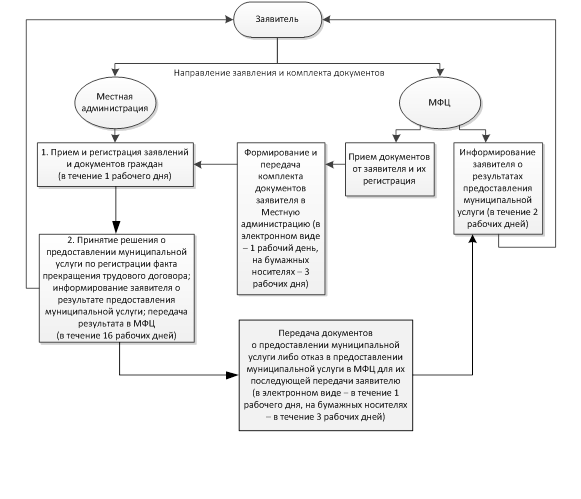 Заявитель
Направление заявления и комплекта документов
Местная
администрация
МФЦ
1. Прием и регистрация заявлений
и документов граждан
(в течение 1 рабочего дня)
Формирование и
передача
комплекта
документов
заявителя в
Местную
администрацию (в
электронном виде
– 1 рабочий день,
на бумажных
носителях – 3
рабочих дня)
Прием документов
от заявителя и их
регистрация
Информирование
заявителя о
результатах
предоставления
муниципальной
услуги (в течение 2
рабочих дней)
2. Принятие решения о
предоставлении муниципальной
услуги по регистрации факта
прекращения трудового договора;
информирование заявителя о
результате предоставления
муниципальной услуги; передача
результата в МФЦ
(в течение 16 рабочих дней)
Передача документов
о предоставлении муниципальной
услуги либо отказ в предоставлении
муниципальной услуги в МФЦ для их
последующей передачи заявителю
(в электронном виде – в течение 1
рабочего дня, на бумажных носителях
– в течение 3 рабочих дней)